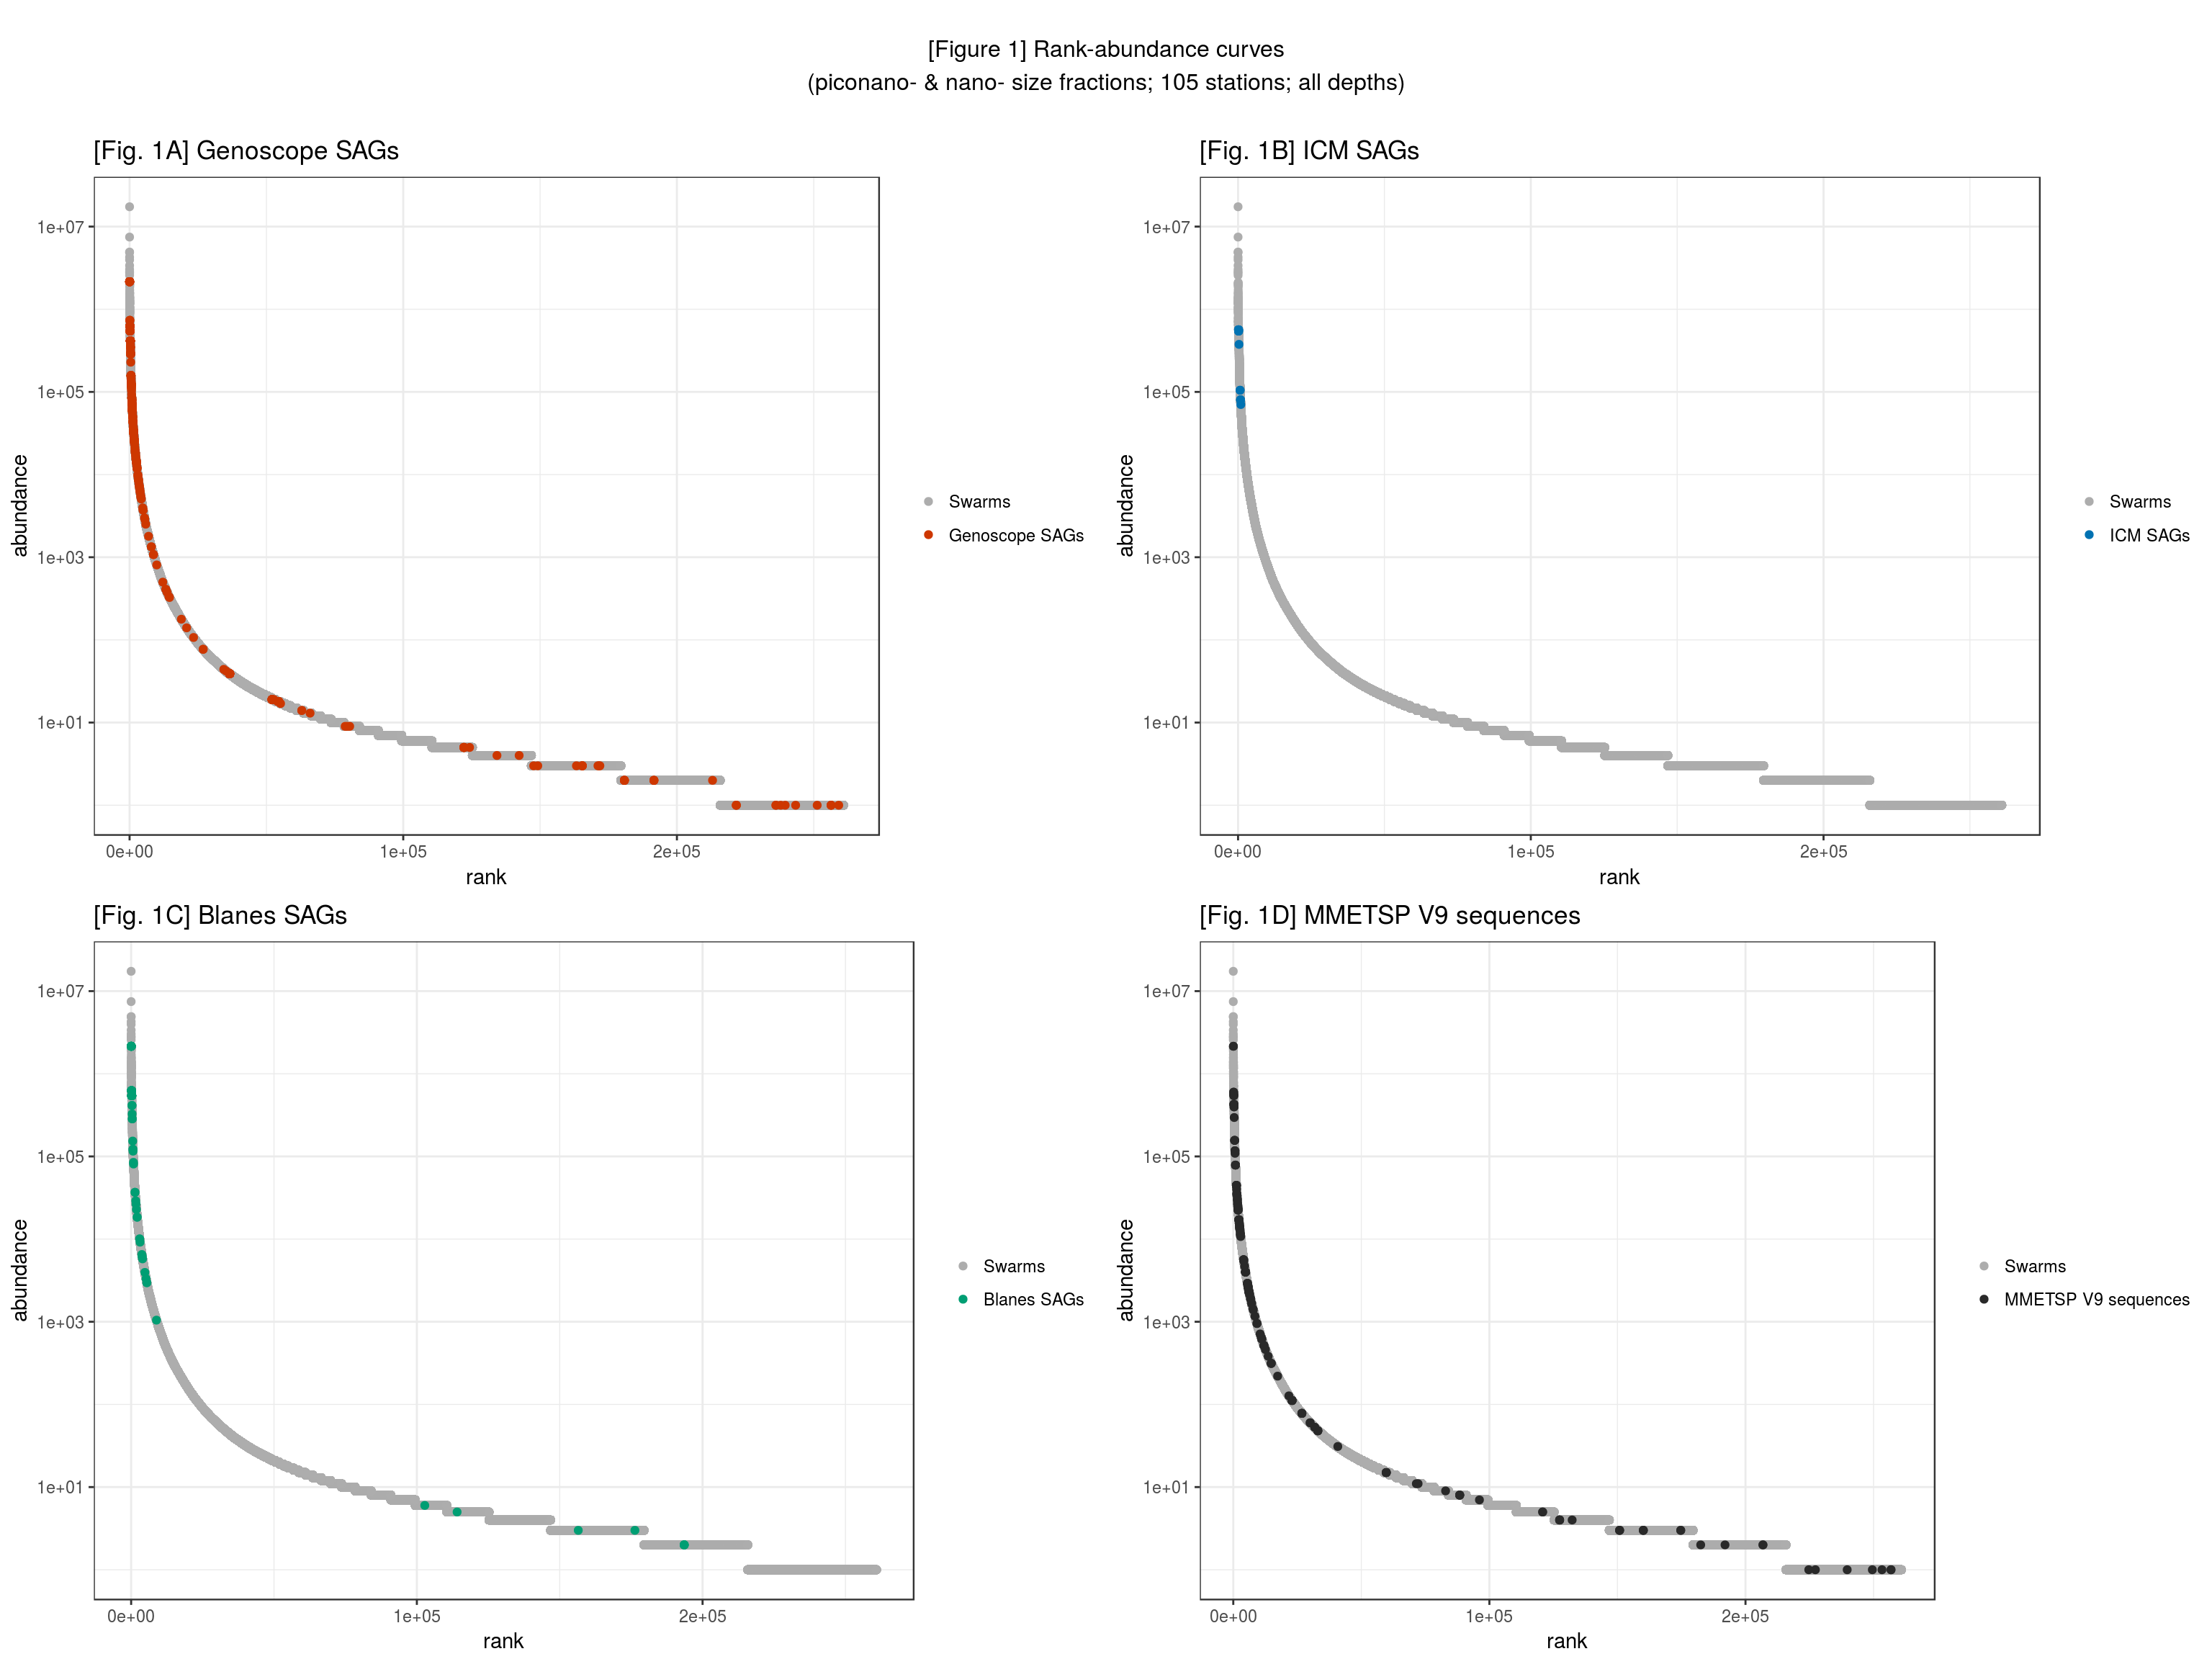 [Figure 1] Rank-abundance curves
(piconano- & nano- size fractions; 105 stations; all depths)
[Fig. 1A] Genoscope SAGs
1e+07
1e+05
1e+03
1e+01
abundance
0e+00 1e+05 2e+05
rank
Swarms
Genoscope SAGs
[Fig. 1B] ICM SAGs
1e+07
1e+05
1e+03
1e+01
abundance
0e+00 1e+05 2e+05
rank
Swarms
ICM SAGs
[Fig. 1C] Blanes SAGs
1e+07
1e+05
1e+03
1e+01
abundance
0e+00 1e+05 2e+05
rank
Swarms
Blanes SAGs
[Fig. 1D] MMETSP V9 sequences
1e+07
1e+05
1e+03
1e+01
abundance
0e+00 1e+05 2e+05
rank
Swarms
MMETSP V9 sequences